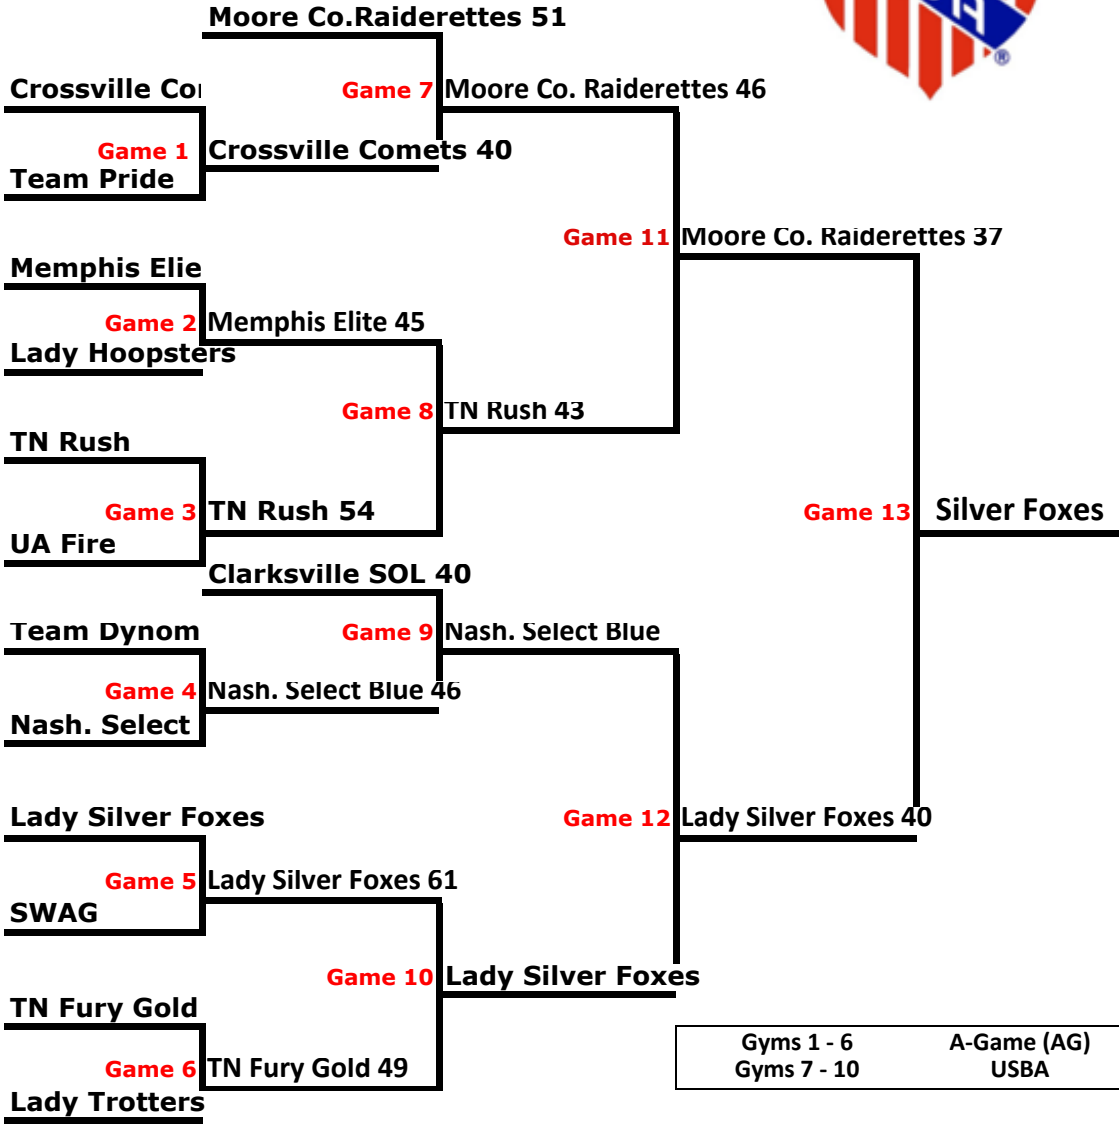 Moore Co.Raiderettes 51
Crossville Co
Game 7 Moore Co. Raiderettes 46
Game 1 Crossville Comets 40
Team Pride
Game 11 Moore Co. Raiderettes 37
Memphis Elie
Game 2 Memphis Elite 45
Lady Hoopsters
Game 8 TN Rush 43
TN Rush
Game 3 TN Rush 54
Game 13 Silver Foxes
UA Fire
Clarksville SOL 40
Team Dynom
Game 9 Nash. Select Blue
Game 4 Nash. Select Blue 46
Nash. Select
Lady Silver Foxes
Game 12 Lady Silver Foxes 40
Game 5 Lady Silver Foxes 61
SWAG
Game 10 Lady Silver Foxes
TN Fury Gold
Gyms 1 - 6 A-Game (AG)
Game 6 TN Fury Gold 49
Gyms 7 - 10 USBA
Lady Trotters